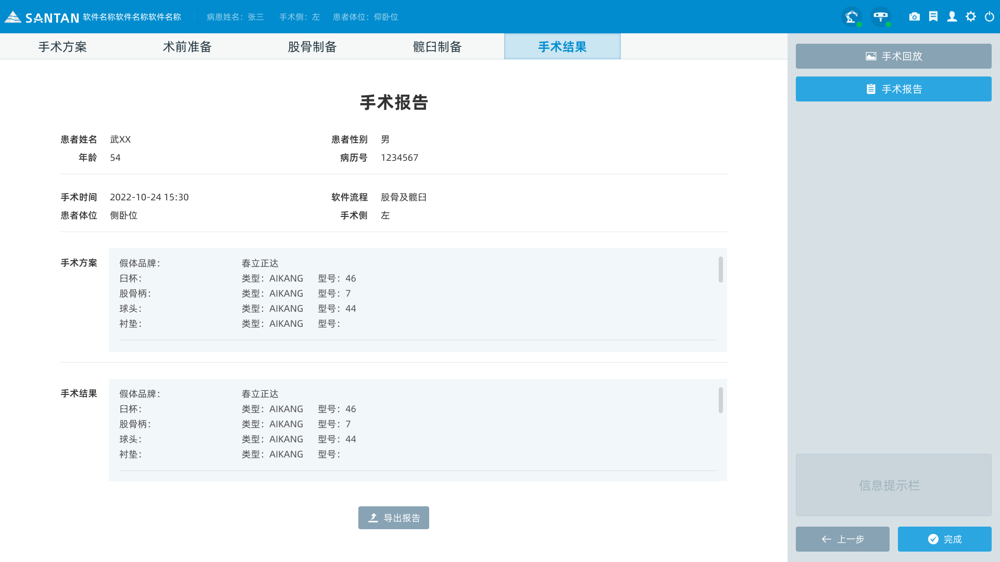 SANTAN 软件名称软件名称软件名称 病患姓名：张三 手术侧：左 患者体位：仰卧位
手术方案 术前准备 股骨制备 髋臼制备 手术结果
手术回放
手术报告
手术报告
患者姓名 武XX 患者性别 男
年龄 54 病历号 1234567
手术时间 2022-10-24 15:30 软件流程 股骨及髋臼
患者体位 侧卧位 手术侧 左
手术方案 假体品牌： 春立正达
臼杯： 类型：AIKANG 型号：46
股骨柄： 类型：AIKANG 型号：7
球头： 类型：AIKANG 型号：44
衬垫： 类型：AIKANG 型号：
手术结果 假体品牌： 春立正达
臼杯： 类型：AIKANG 型号：46
股骨柄： 类型：AIKANG 型号：7
球头： 类型：AIKANG 型号：44
衬垫： 类型：AIKANG 型号：
导出报告
信息提示栏
上一步 完成